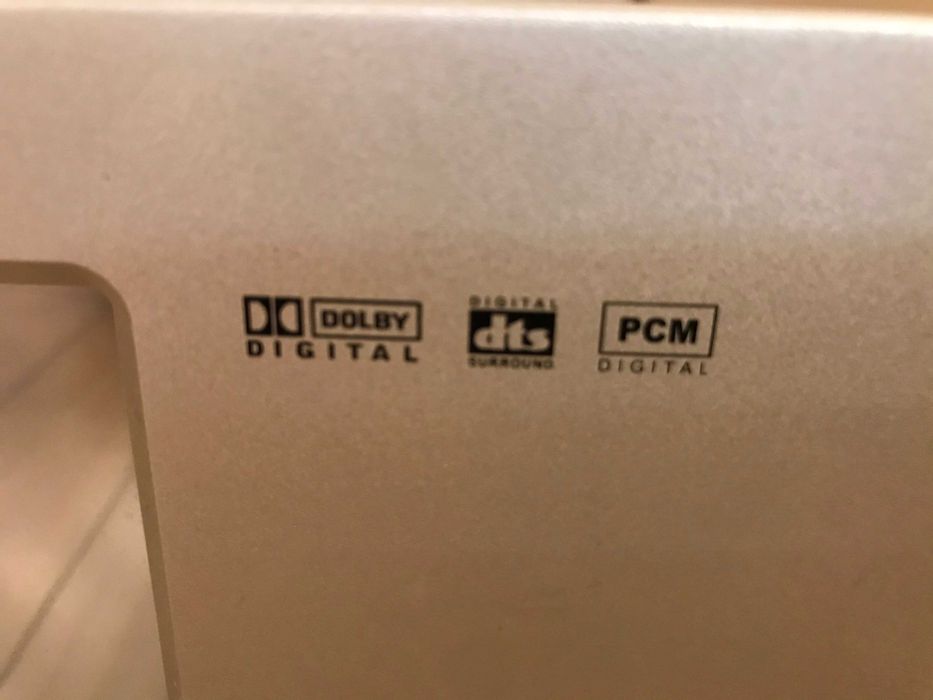 DOLBY
DIGITAL
DIGITAL
dts
SURROUND
PCM
DIGITAL